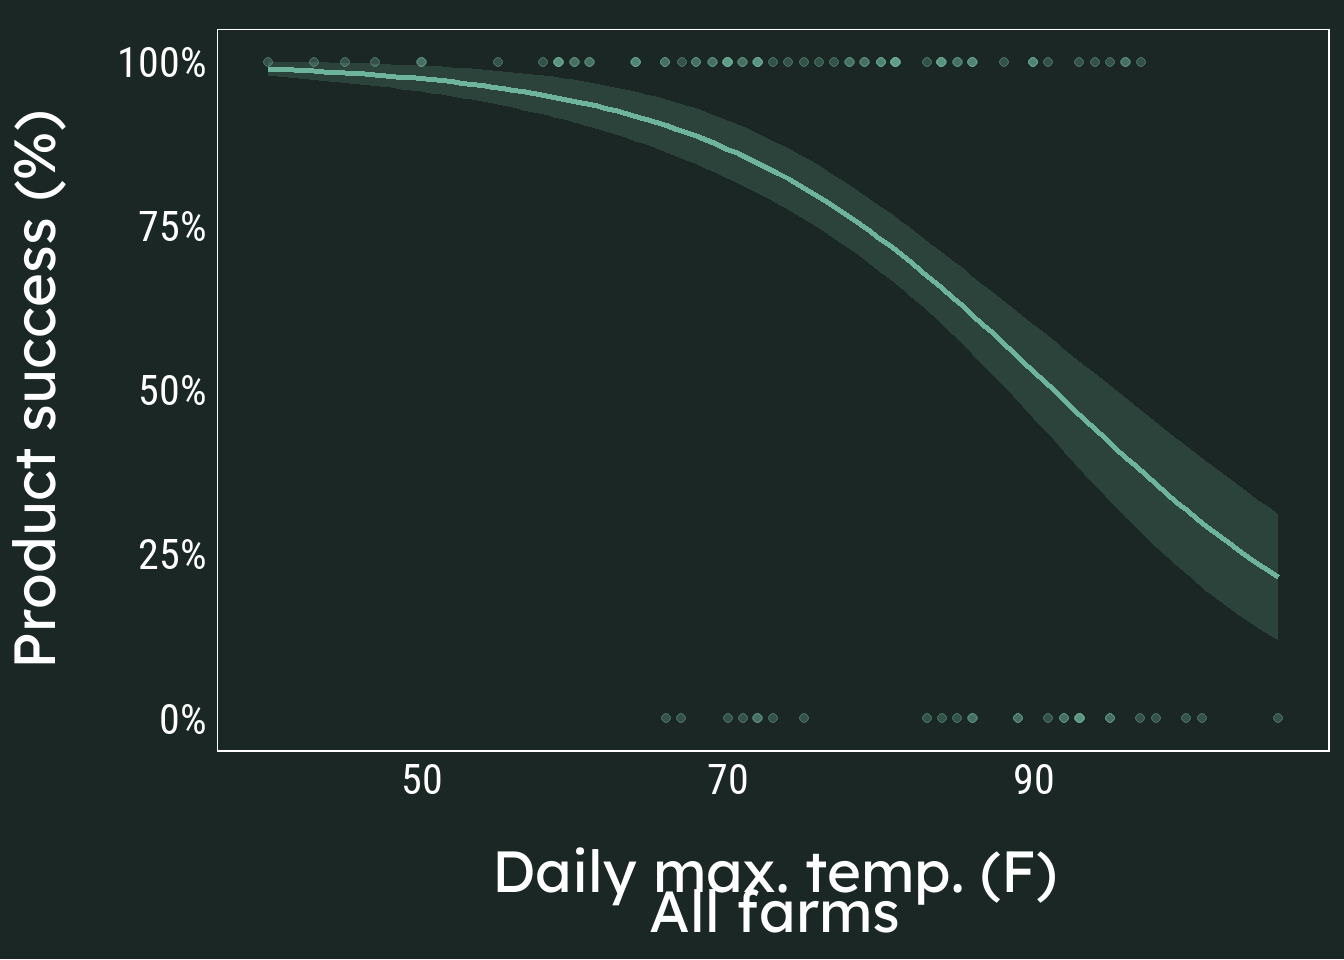 Product success (%)
100%
75%
50%
25%
0%
50
70
90
Daily max. temp. (F)
All farms